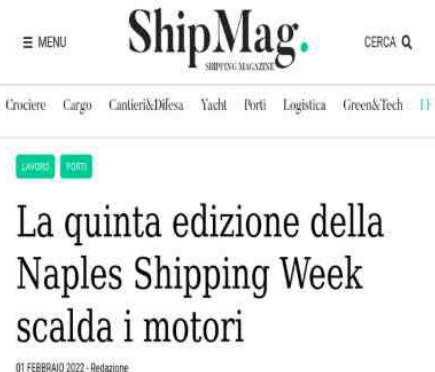 ≡ MENU ShipMag. CERCA
SHIPPING MAGAZINE
Crociere Cargo Cantieri&Difesa Yacht Porti Logistica Green&Tech
LAVORO PORTI
La quinta edizione della
Naples Shipping Week
scalda i motori
01 FEBBRAIO 2022 - Redazione